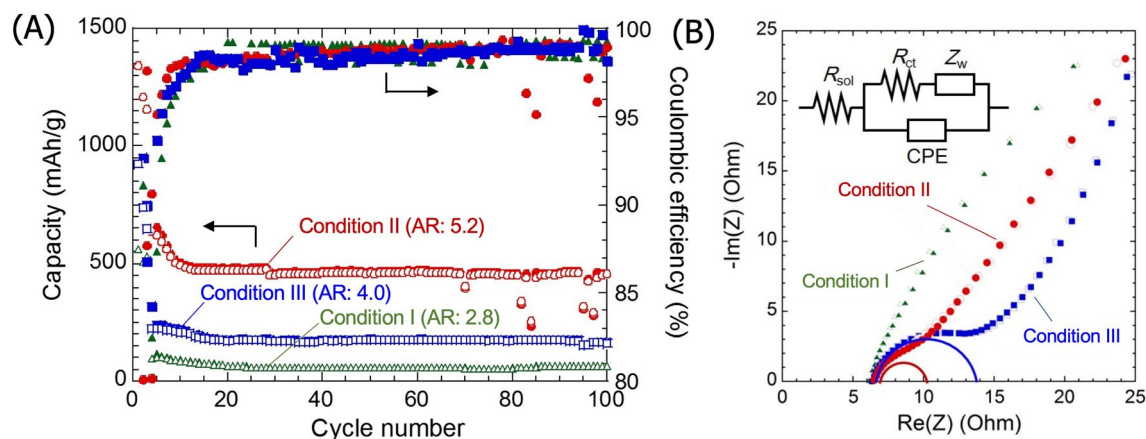 (A)
1500
1000
500
0
Capacity (mAh/g)
0 20 40 60 80 100
Cycle number
100
95
90
85
80
Coulombic efficiency (%)
Condition II (AR: 5.2)
Condition III (AR: 4.0)
Condition I (AR: 2.8)
(B)
25
20
15
10
5
0
-Im(Z) (Ohm)
0 5 10 15 20 25
Re(Z) (Ohm)
Rsol
Rct
Zw
CPE
Condition II
Condition I
Condition III